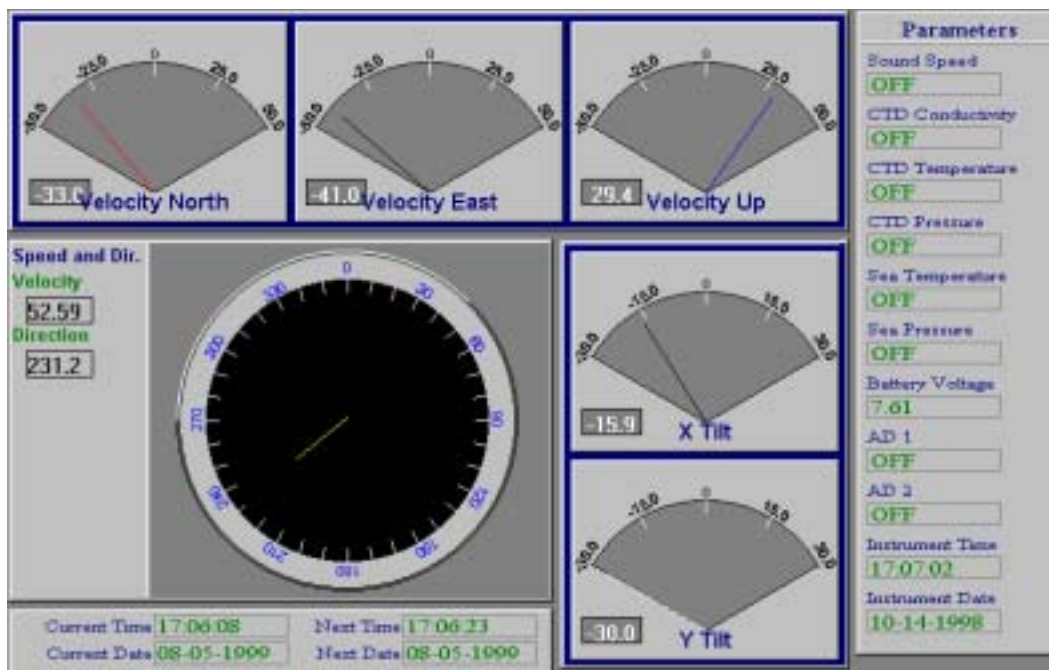 -50.0 -25.0 0 25.0 50.0
-33.0
Velocity North
-50.0 -25.0 0 25.0 50.0
-41.0
Velocity East
-50.0 -25.0 0 25.0 50.0
29.4
Velocity Up
Speed and Dir.
Velocity
52.59
Direction
231.2
0
30
60
90
120
150
180
210
240
270
300
330
-30.0 -15.0 0 15.0 30.0
-15.9
X Tilt
-30.0 -15.0 0 15.0 30.0
-30.0
Y Tilt
Current Time 17:06:08 Next Time 17:06:23
Current Date 08-05-1999 Next Date 08-05-1999
Parameters
Sound Speed
OFF
CTD Conductivity
OFF
CTD Temperature
OFF
CTD Pressure
OFF
Sea Temperature
OFF
Sea Pressure
OFF
Battery Voltage
7.61
AD 1
OFF
AD 2
OFF
Instrument Time
17:07:02
Instrument Date
10-14-1998